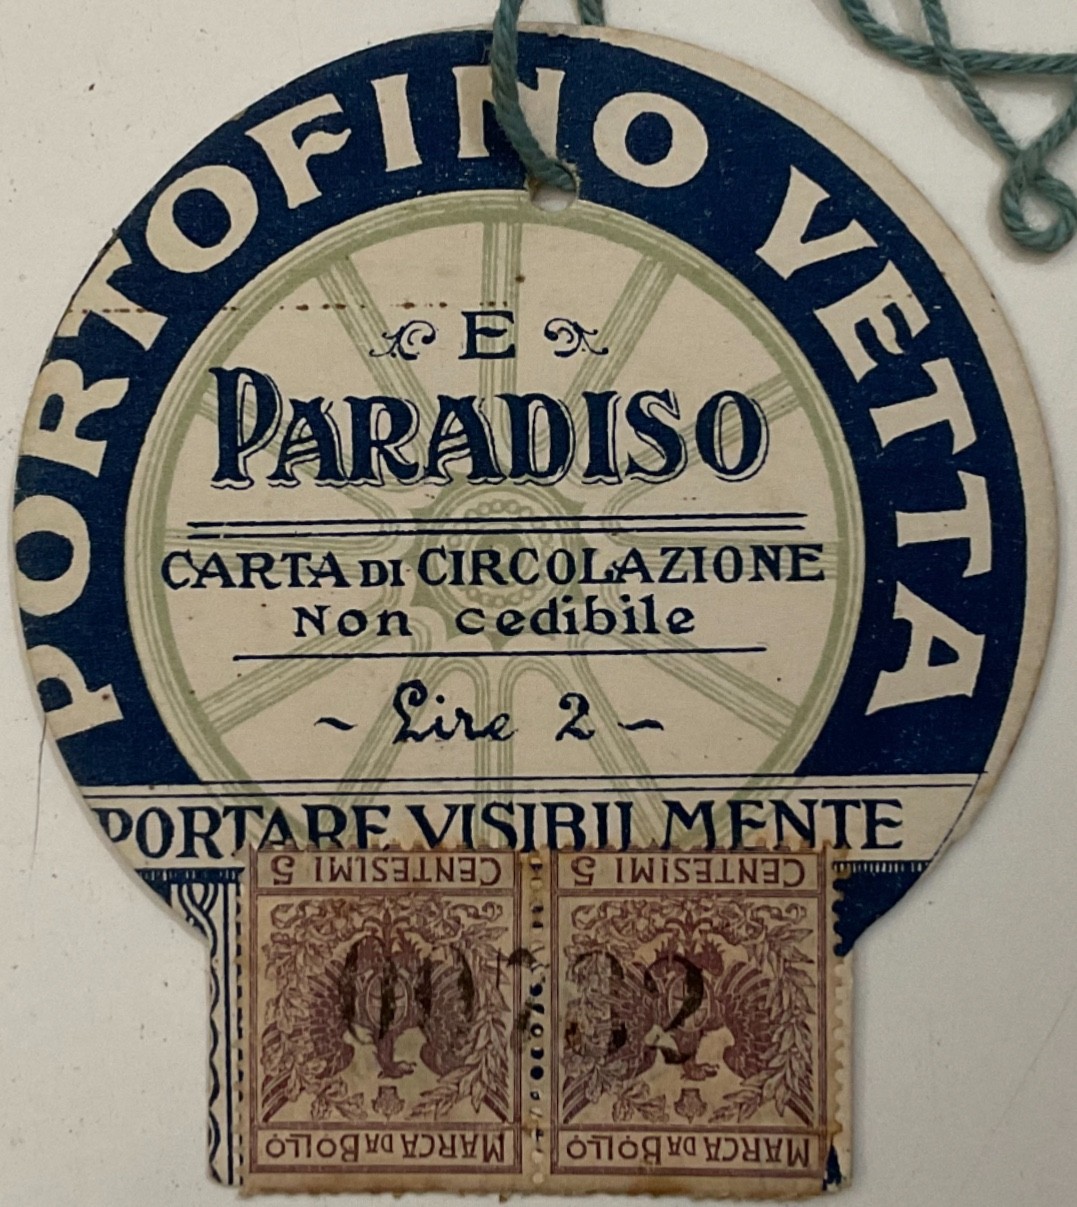 PORTOFINO VETTA
E
PARADISO
CARTA DI CIRCOLAZIONE
Non cedibile
~ Lire 2 ~
PORTARE VISIBILMENTE
CENTESIMI 5 CENTESIMI 5
MARCA DA BOLLO MARCA DA BOLLO